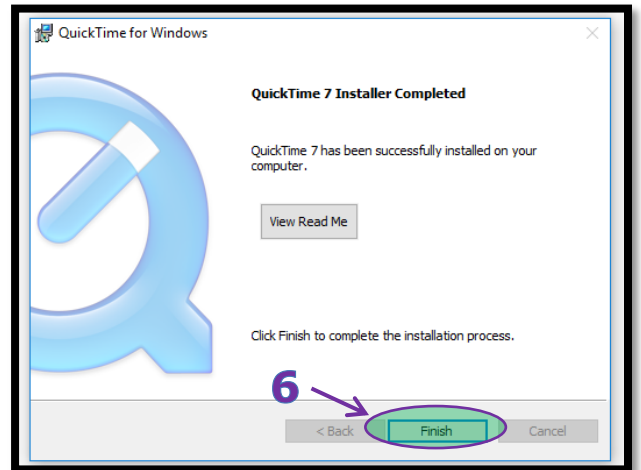 QuickTime for Windows
QuickTime 7 Installer Completed
QuickTime 7 has been successfully installed on your
computer.
View Read Me
Click Finish to complete the installation process.
6
< Back Finish Cancel